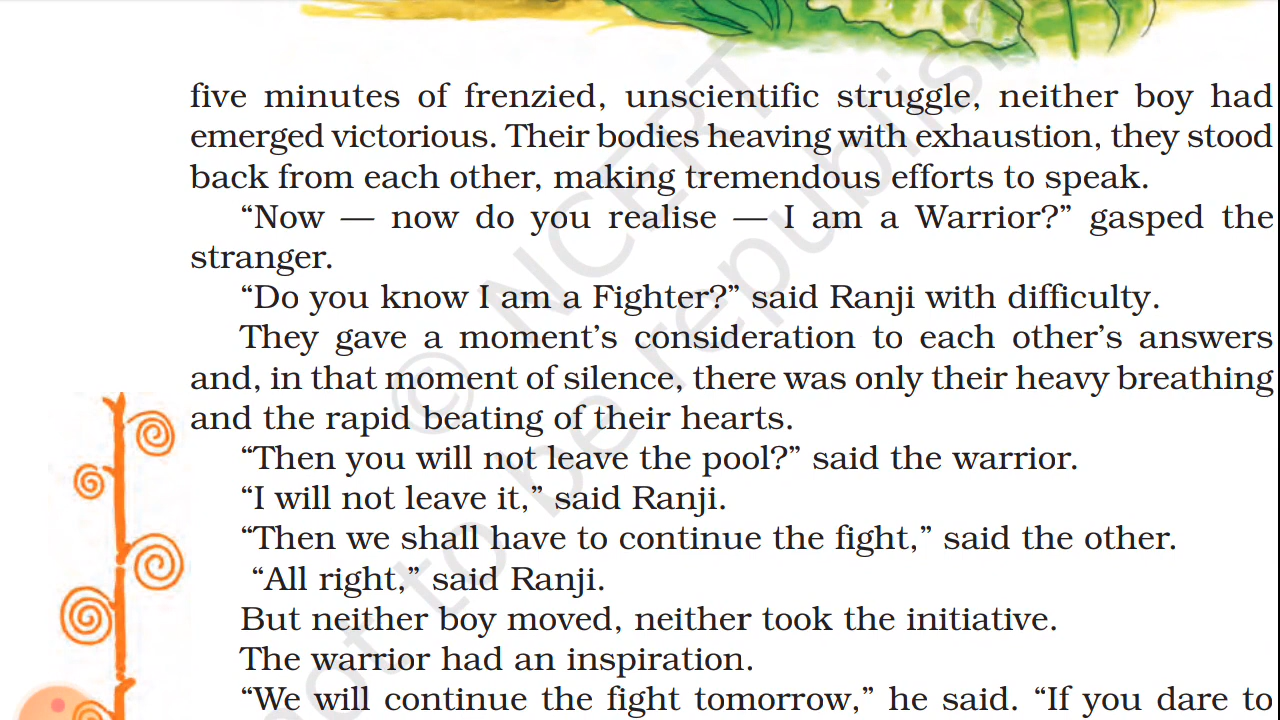 five minutes of frenzied, unscientific struggle, neither boy had
emerged victorious. Their bodies heaving with exhaustion, they stood
back from each other, making tremendous efforts to speak.
“Now — now do you realise — I am a Warrior?” gasped the
stranger.
“Do you know I am a Fighter?” said Ranji with difficulty.
They gave a moment’s consideration to each other’s answers
and, in that moment of silence, there was only their heavy breathing
and the rapid beating of their hearts.
“Then you will not leave the pool?” said the warrior.
“I will not leave it,” said Ranji.
“Then we shall have to continue the fight,” said the other.
“All right,” said Ranji.
But neither boy moved, neither took the initiative.
The warrior had an inspiration.
“We will continue the fight tomorrow,” he said. “If you dare to
© NCERT
not to be republish